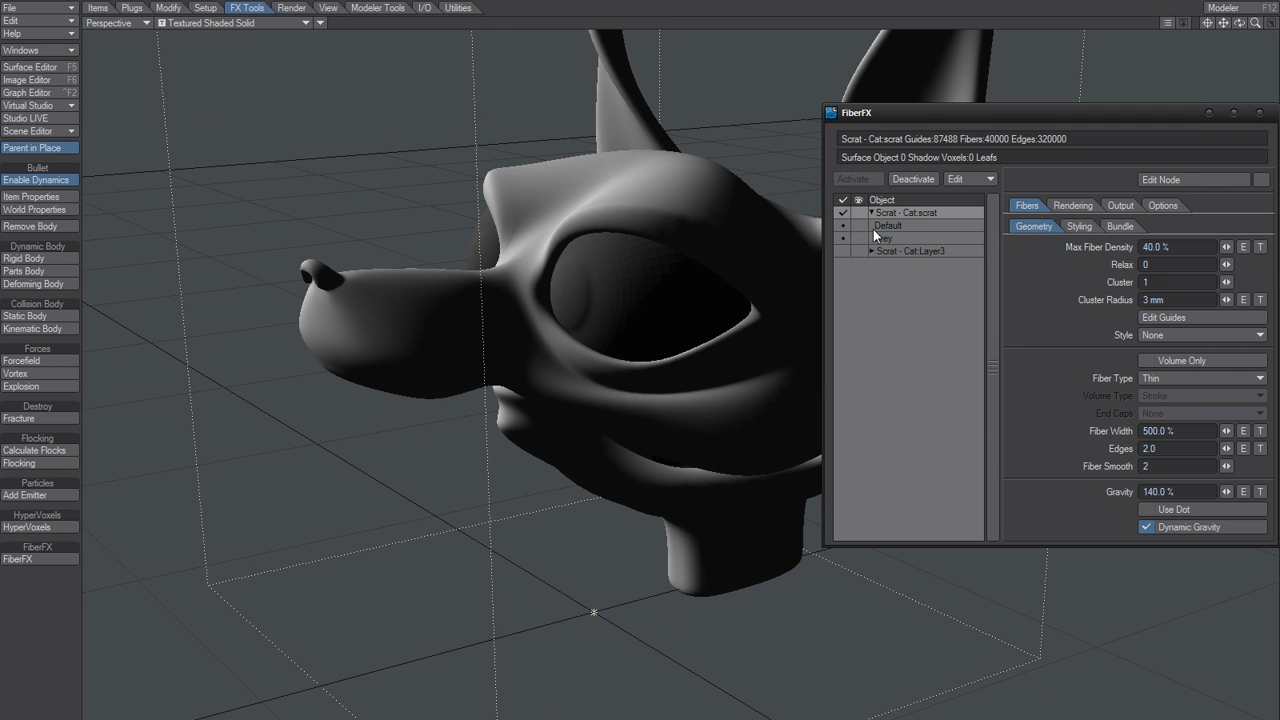 File
Items Plugs Modify Setup FX Tools Render View Modeler Tools I/O Utilities
Modeler F12
Edit
Perspective T Textured Shaded Solid
Help
Windows
Surface Editor F5
Image Editor F6
Graph Editor ^F2
Virtual Studio
Studio LIVE
Scene Editor
Parent in Place
Bullet
Enable Dynamics
Item Properties
World Properties
Remove Body
Dynamic Body
Rigid Body
Parts Body
Deforming Body
Collision Body
Static Body
Kinematic Body
Forces
Forcefield
Vortex
Explosion
Destroy
Fracture
Flocking
Calculate Flocks
Flocking
Particles
Add Emitter
HyperVoxels
HyperVoxels
FiberFX
FiberFX
FiberFX
Scrat - Cat:scrat Guides:87488 Fibers:40000 Edges:320000
Surface Object 0 Shadow Voxels:0 Leafs
Activate Deactivate Edit
Object
Scrat - Cat:scrat
Default
Scrat - Cat:Layer3
Edit Node
Fibers Rendering Output Options
Geometry Styling Bundle
Max Fiber Density 40.0 % E T
Relax 0
Cluster 1
Cluster Radius 3 mm E T
Edit Guides
Style None
Volume Only
Fiber Type Thin
Volume Type Stroke
End Caps None
Fiber Width 500.0 % E T
Edges 2.0 E T
Fiber Smooth 2
Gravity 140.0 % E T
Use Dot
Dynamic Gravity